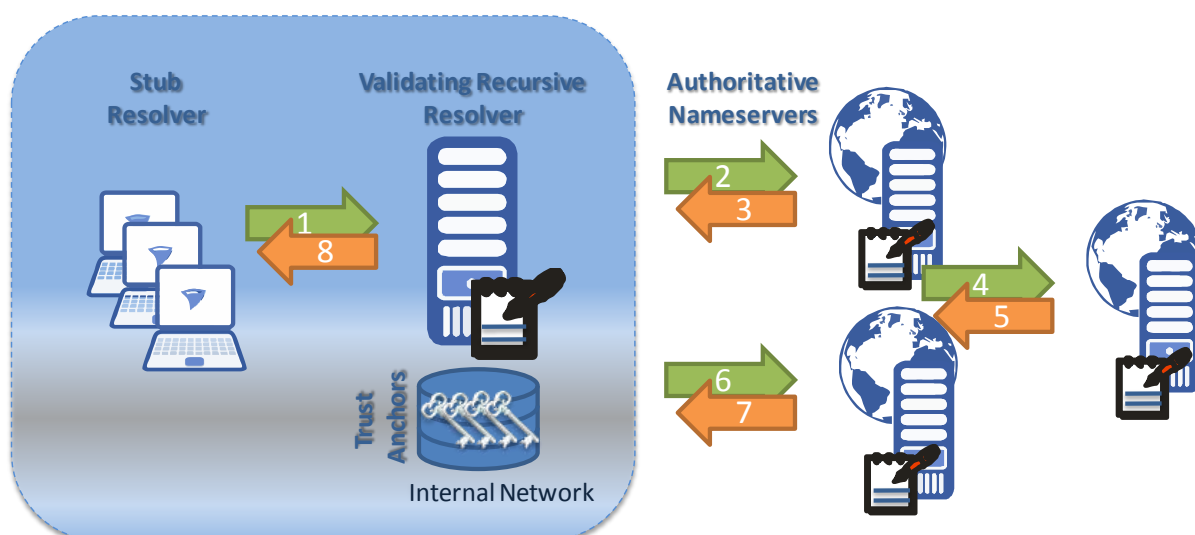 Stub
Resolver
Validating Recursive
Resolver
Authoritative
Nameservers
1
8
2
3
4
5
6
7
Trust
Anchors
Internal Network